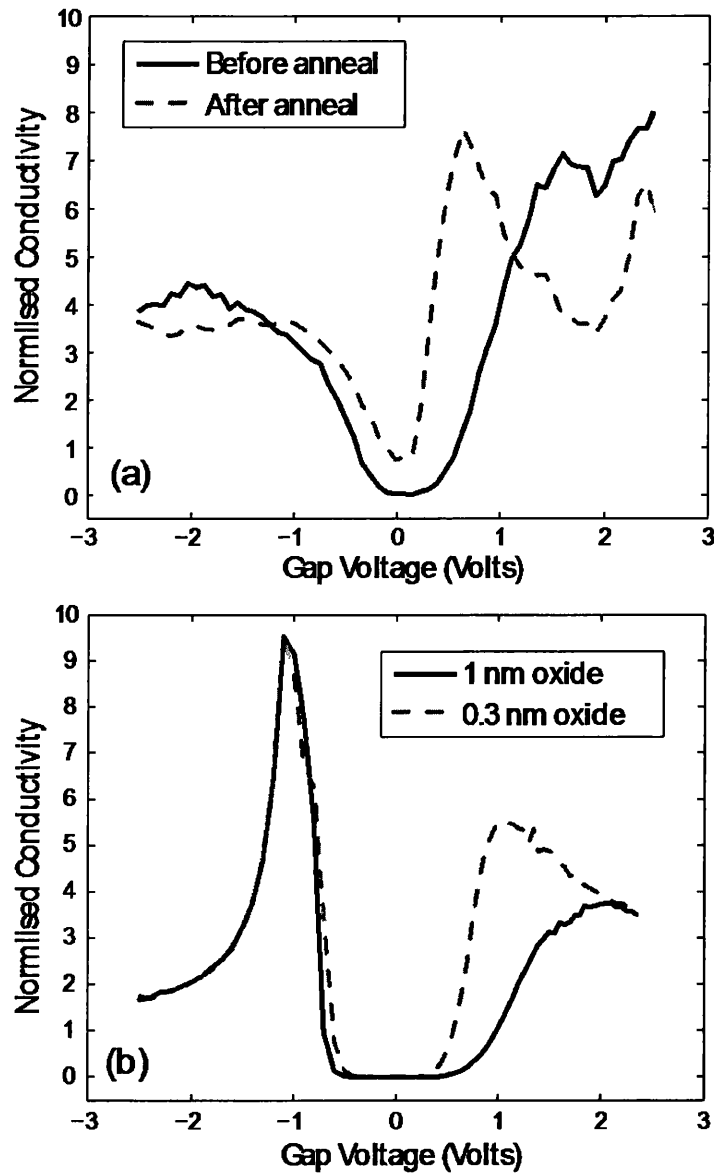 10
9
8
7
6
5
4
3
2
1
0
Normlised Conductivity
Before anneal
After anneal
(a)
−3 −2 −1 0 1 2 3
Gap Voltage (Volts)
10
9
8
7
6
5
4
3
2
1
0
Normlised Conductivity
1 nm oxide
0.3 nm oxide
(b)
−3 −2 −1 0 1 2 3
Gap Voltage (Volts)